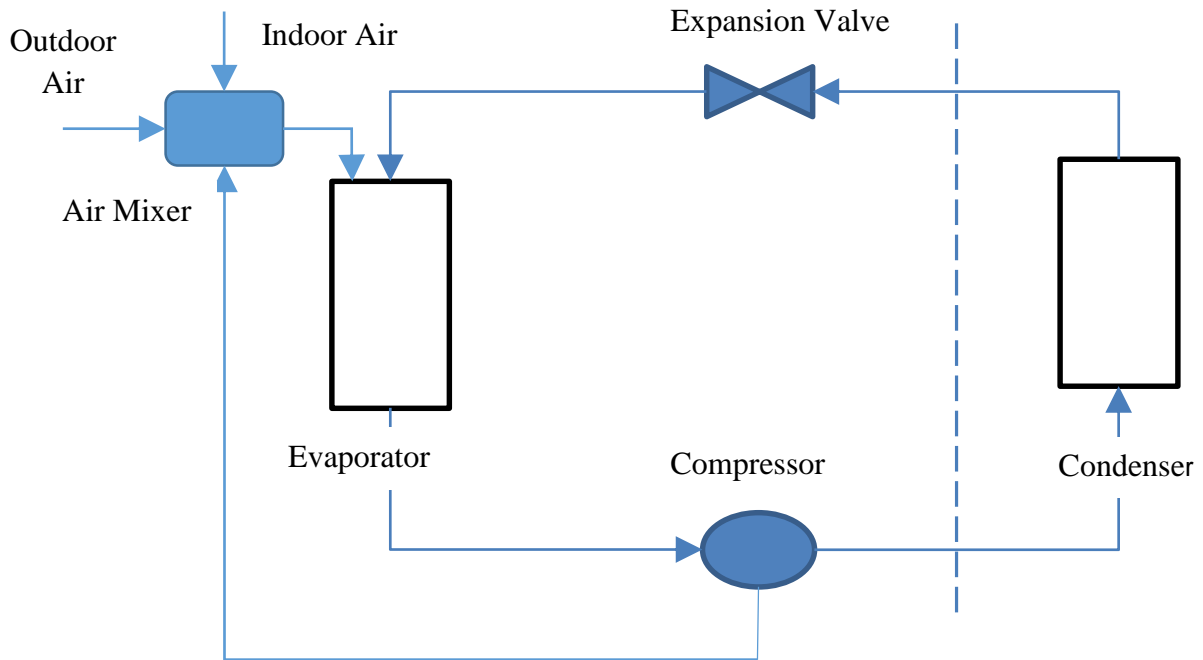 Outdoor
Air
Indoor Air
Expansion Valve
Air Mixer
Evaporator
Compressor
Condenser